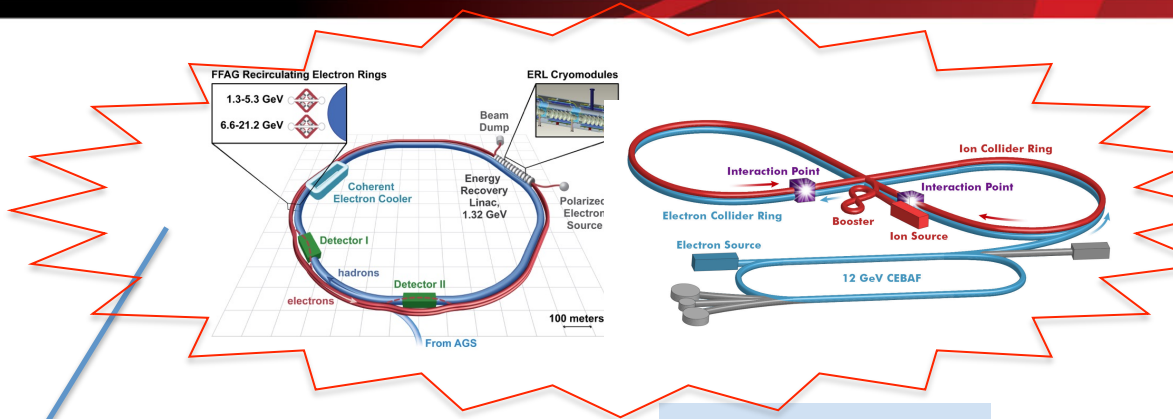 FFAG Recirculating Electron Rings
1.3-5.3 GeV
6.6-21.2 GeV
ERL Cryomodules
Beam
Dump
Energy
Recovery
Linac,
1.32 GeV
Polarized
Electron
Source
Coherent
Electron Cooler
Detector I
hadrons
electrons
Detector II
100 meters
From AGS
Ion Collider Ring
Interaction Point
Interaction Point
Electron Collider Ring
Booster
Ion Source
Electron Source
12 GeV CEBAF